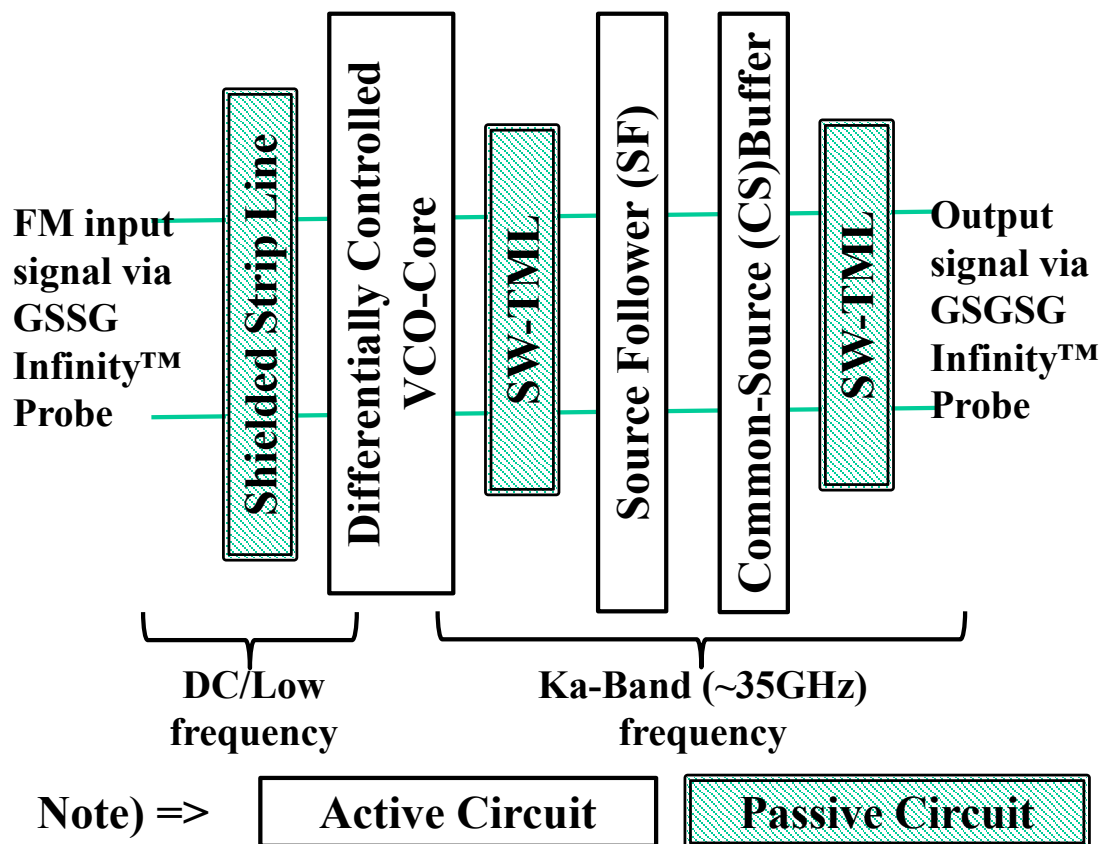 FM input
signal via
GSSG
Infinity™
Probe
Shielded Strip Line
Differentially Controlled
VCO-Core
SW-TML
Source Follower (SF)
Common-Source (CS)Buffer
SW-TML
Output
signal via
GSGSG
Infinity™
Probe
DC/Low
frequency
Ka-Band (~35GHz)
frequency
Note) =>
Active Circuit
Passive Circuit